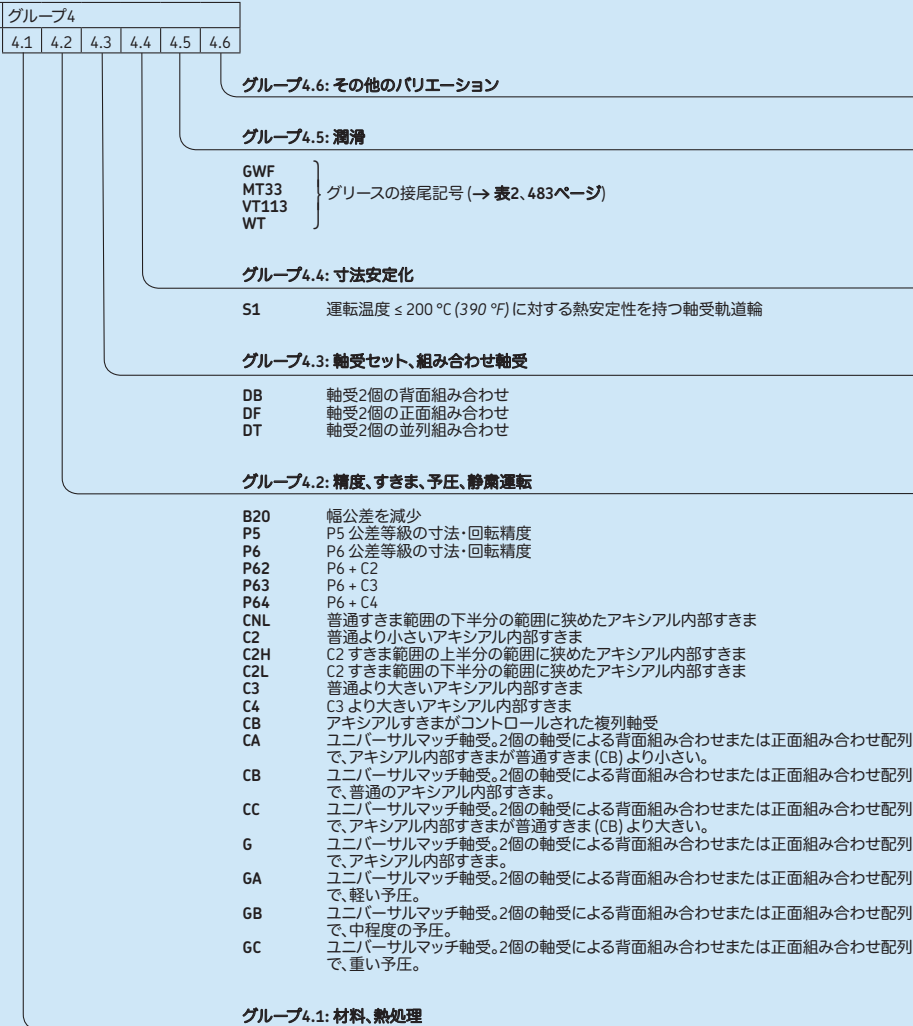 グループ4
4.1 4.2 4.3 4.4 4.5 4.6
グループ4.6: その他のバリエーション
グループ4.5: 潤滑
GWF
MT33
VT113
WT
グリースの接尾記号 (→ 表2、483ページ)
グループ4.4: 寸法安定化
S1 運転温度 ≤ 200 °C (390 °F) に対する熱安定性を持つ軸受軌道輪
グループ4.3: 軸受セット、組み合わせ軸受
DB 軸受2個の背面組み合わせ
DF 軸受2個の正面組み合わせ
DT 軸受2個の並列組み合わせ
グループ4.2: 精度、すきま、予圧、静粛運転
B20 幅公差を減少
P5 P5 公差等級の寸法・回転精度
P6 P6 公差等級の寸法・回転精度
P62 P6 + C2
P63 P6 + C3
P64 P6 + C4
CNL 普通すきま範囲の下半分の範囲に狭めたアキシアル内部すきま
C2 普通より小さいアキシアル内部すきま
C2H C2 すきま範囲の上半分の範囲に狭めたアキシアル内部すきま
C2L C2 すきま範囲の下半分の範囲に狭めたアキシアル内部すきま
C3 普通より大きいアキシアル内部すきま
C4 C3 より大きいアキシアル内部すきま
CB アキシアルすきまがコントロールされた複列軸受
CA ユニバーサルマッチ軸受。2個の軸受による背面組み合わせまたは正面組み合わせ配列
で、アキシアル内部すきまが普通すきま (CB) より小さい。
CB ユニバーサルマッチ軸受。2個の軸受による背面組み合わせまたは正面組み合わせ配列
で、普通のアキシアル内部すきま。
CC ユニバーサルマッチ軸受。2個の軸受による背面組み合わせまたは正面組み合わせ配列
で、アキシアル内部すきまが普通すきま (CB) より大きい。
G ユニバーサルマッチ軸受。2個の軸受による背面組み合わせまたは正面組み合わせ配列
で、アキシアル内部すきま。
GA ユニバーサルマッチ軸受。2個の軸受による背面組み合わせまたは正面組み合わせ配列
で、軽い予圧。
GB ユニバーサルマッチ軸受。2個の軸受による背面組み合わせまたは正面組み合わせ配列
で、中程度の予圧。
GC ユニバーサルマッチ軸受。2個の軸受による背面組み合わせまたは正面組み合わせ配列
で、重い予圧。
グループ4.1: 材料、熱処理